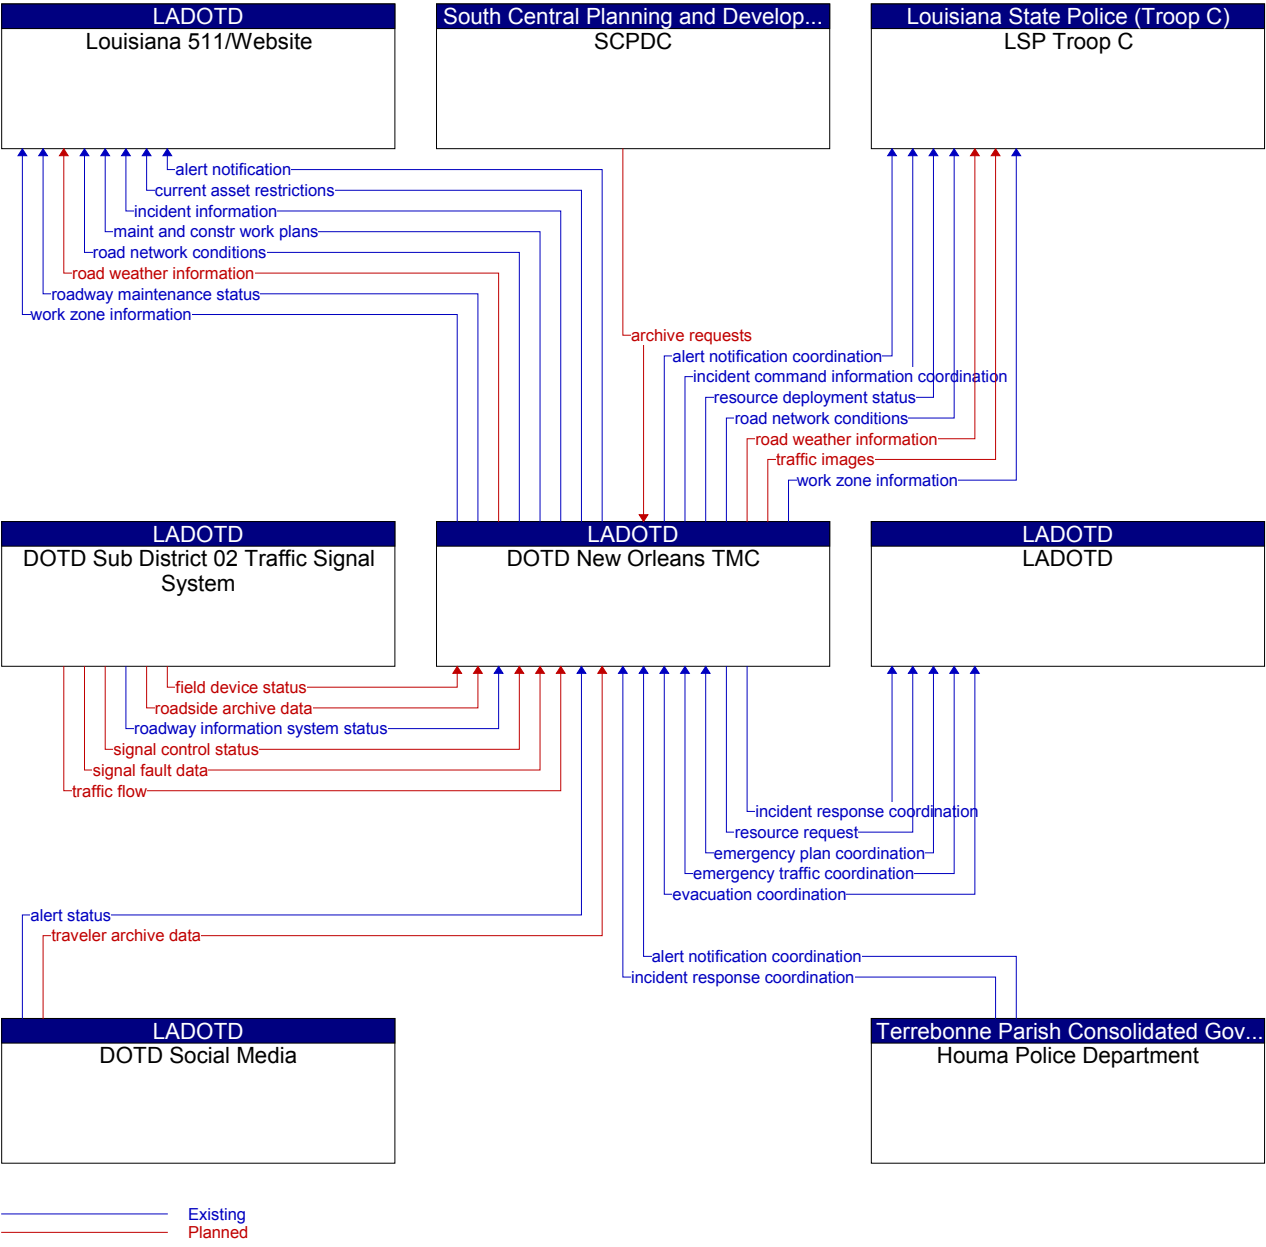 LADOTD
Louisiana 511/Website
South Central Planning and Develop...
SCPDC
Louisiana State Police (Troop C)
LSP Troop C
alert notification
current asset restrictions
incident information
maint and constr work plans
road network conditions
road weather information
roadway maintenance status
work zone information
archive requests
alert notification coordination
incident command information coordination
resource deployment status
road network conditions
road weather information
traffic images
work zone information
LADOTD
DOTD Sub District 02 Traffic Signal
System
LADOTD
DOTD New Orleans TMC
LADOTD
LADOTD
field device status
roadside archive data
roadway information system status
signal control status
signal fault data
traffic flow
incident response coordination
resource request
emergency plan coordination
emergency traffic coordination
evacuation coordination
alert status
traveler archive data
alert notification coordination
incident response coordination
LADOTD
DOTD Social Media
Terrebonne Parish Consolidated Gov...
Houma Police Department
Existing
Planned